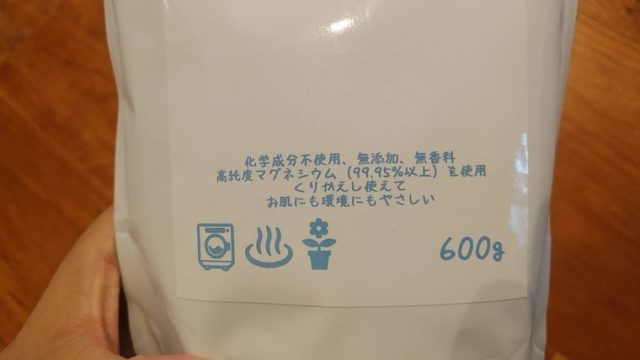 化学成分不使用、無添加、無香料
高純度マグネシウム（99.95%以上）を使用
くりかえし使えて
お肌にも環境にもやさしい
600g